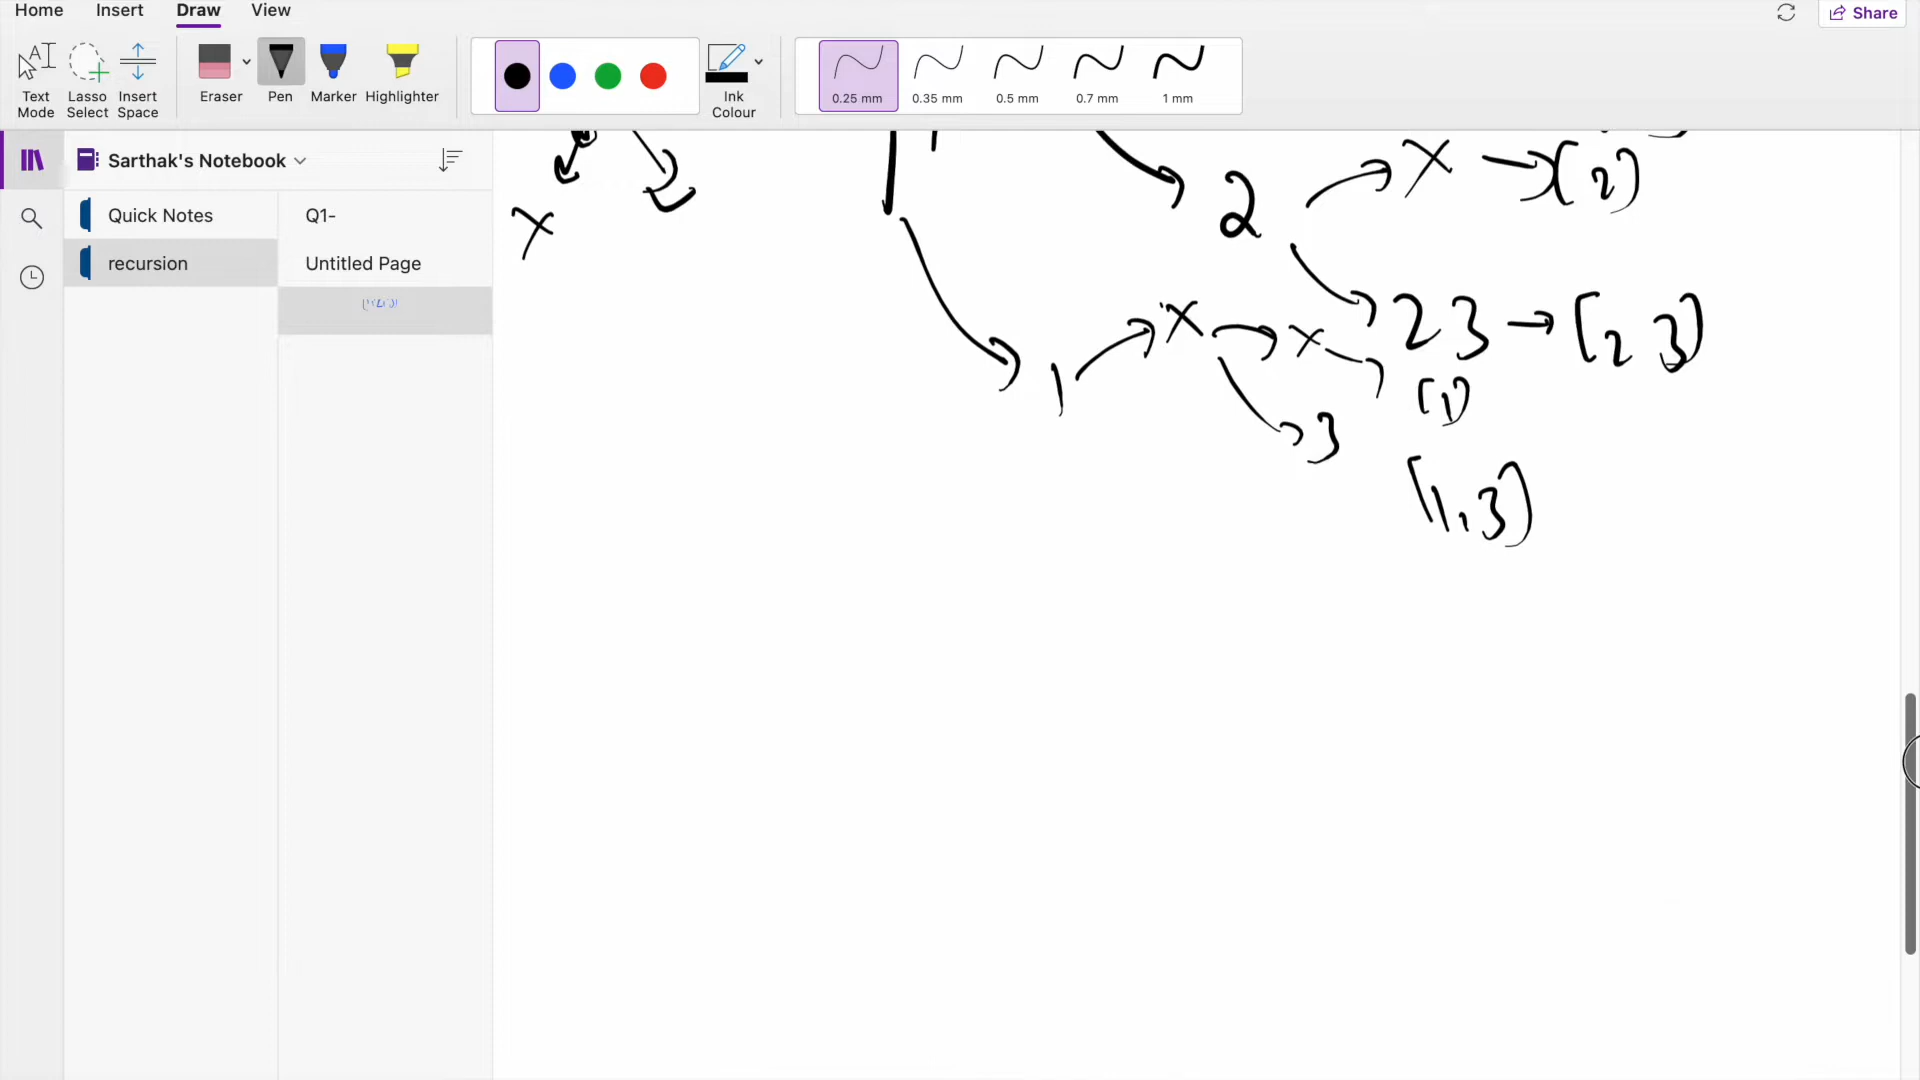 Home Insert Draw View
Share
Text Mode
Lasso Select
Insert Space
Eraser
Pen
Marker
Highlighter
Ink Colour
0.25 mm
0.35 mm
0.5 mm
0.7 mm
1 mm
Sarthak's Notebook
Quick Notes
Q1-
recursion
Untitled Page
x
2
x → [2]
2
2 3 → [2 3]
1
x
x
[1]
3
[1, 3]